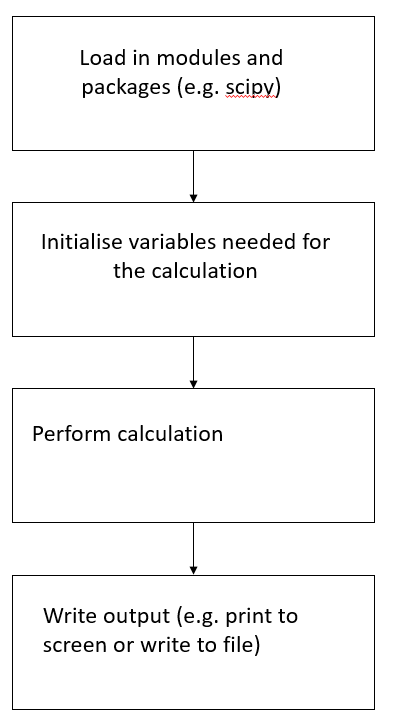 Load in modules and
packages (e.g. scipy)
Initialise variables needed for
the calculation
Perform calculation
Write output (e.g. print to
screen or write to file)